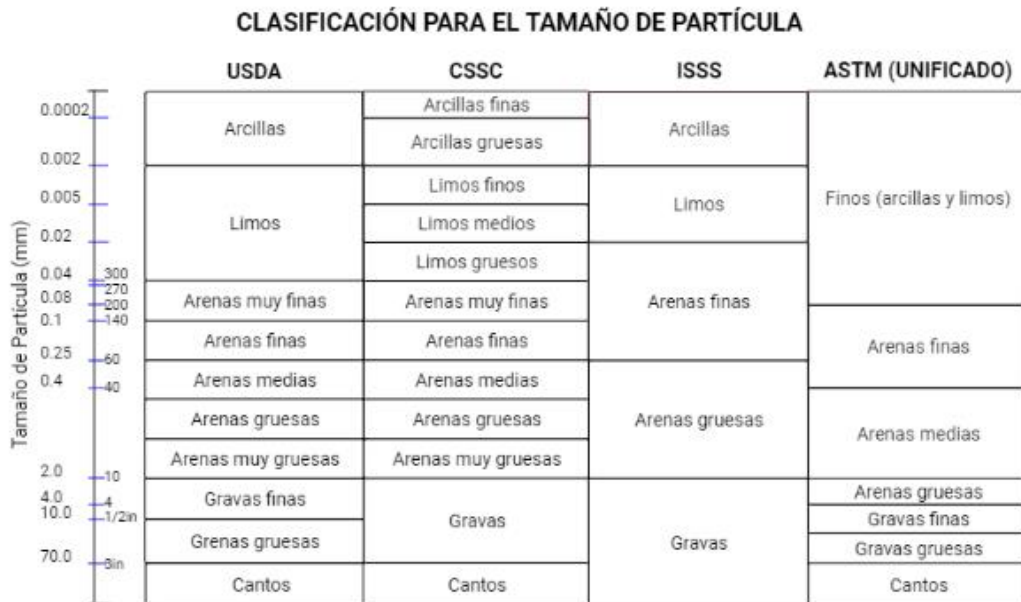 CLASIFICACIÓN PARA EL TAMAÑO DE PARTÍCULA
USDA CSSC ISSS ASTM (UNIFICADO)
Tamaño de Partícula (mm)
0.0002
0.002
0.005
0.02
0.04 300
270
0.08 200
0.1 140
0.25 60
0.4 40
2.0 10
4.0 4
10.0 1/2in
70.0 3in
Arcillas
Limos
Arenas muy finas
Arenas finas
Arenas medias
Arenas gruesas
Arenas muy gruesas
Gravas finas
Grenas gruesas
Cantos
Arcillas finas
Arcillas gruesas
Limos finos
Limos medios
Limos gruesos
Arenas muy finas
Arenas finas
Arenas medias
Arenas gruesas
Arenas muy gruesas
Gravas
Cantos
Arcillas
Limos
Arenas finas
Arenas gruesas
Gravas
Finos (arcillas y limos)
Arenas finas
Arenas medias
Arenas gruesas
Gravas finas
Gravas gruesas
Cantos